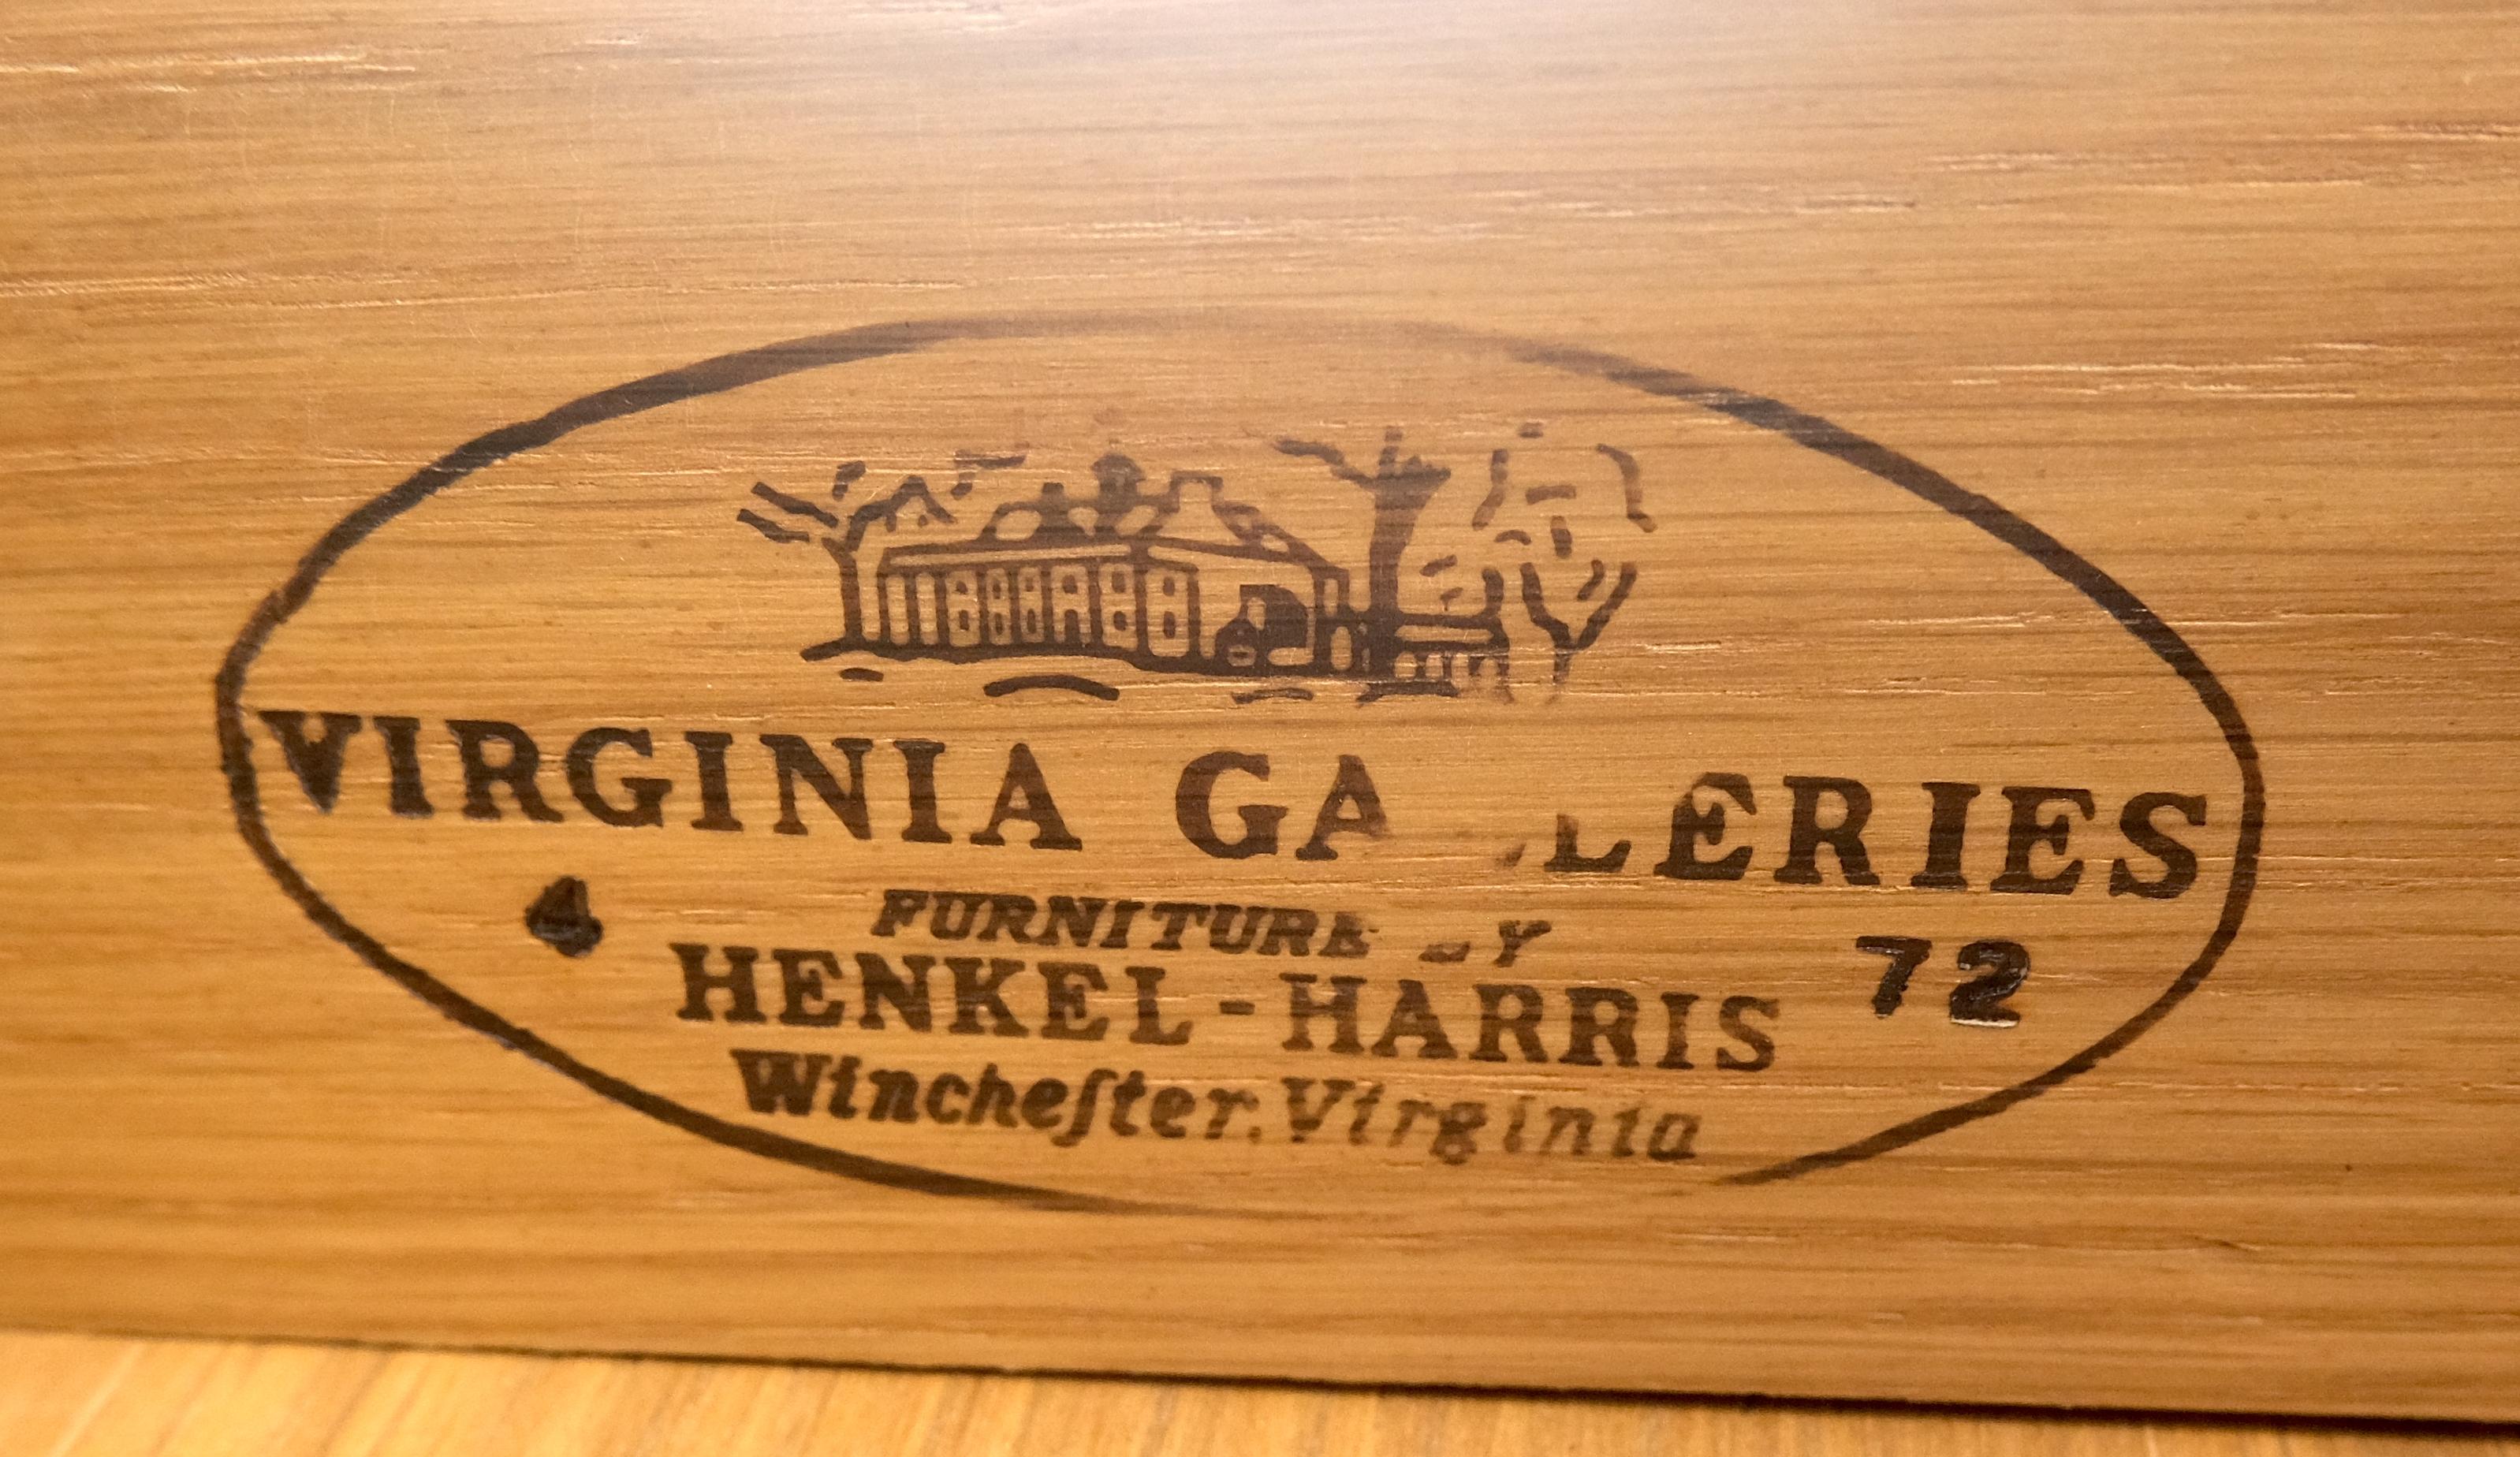 VIRGINIA GALLERIES
4 FURNITURE BY 72
HENKEL-HARRIS
Wincheſter, Virginia